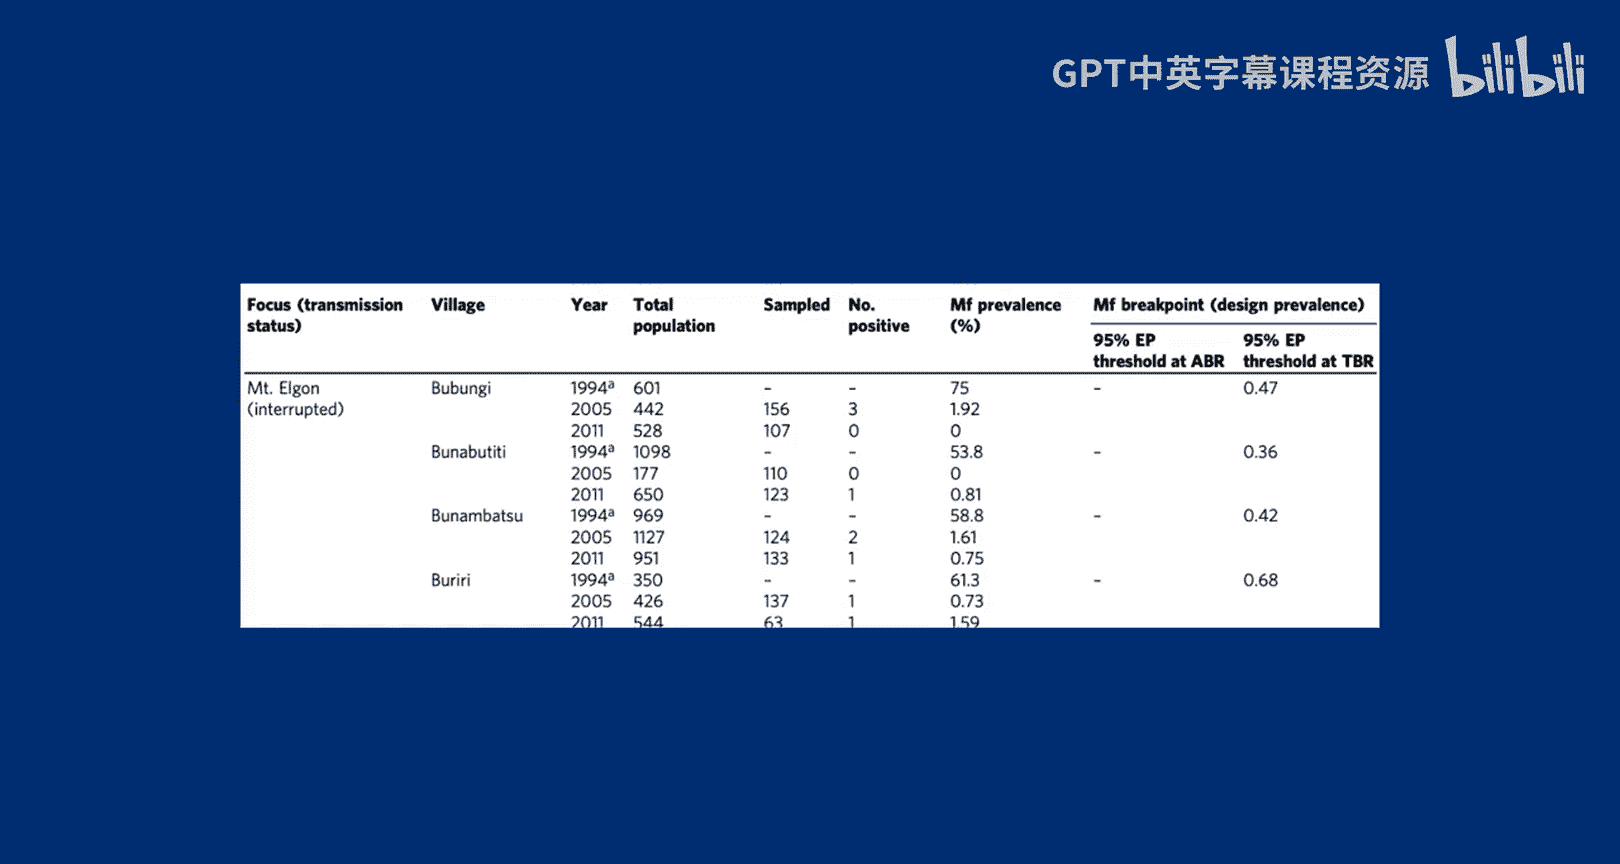 GPT中英字幕课程资源 bilibili
Focus (transmission status) Village Year Total population Sampled No. positive Mf prevalence (%) Mf breakpoint (design prevalence)
95% EP threshold at ABR 95% EP threshold at TBR
Mt. Elgon Bubungi 1994ᵃ 601 – – 75 – 0.47
(interrupted) 2005 442 156 3 1.92
2011 528 107 0 0
Bunabutiti 1994ᵃ 1098 – – 53.8 – 0.36
2005 177 110 0 0
2011 650 123 1 0.81
Bunambatsu 1994ᵃ 969 – – 58.8 – 0.42
2005 1127 124 2 1.61
2011 951 133 1 0.75
Buriri 1994ᵃ 350 – – 61.3 – 0.68
2005 426 137 1 0.73
2011 544 63 1 1.59